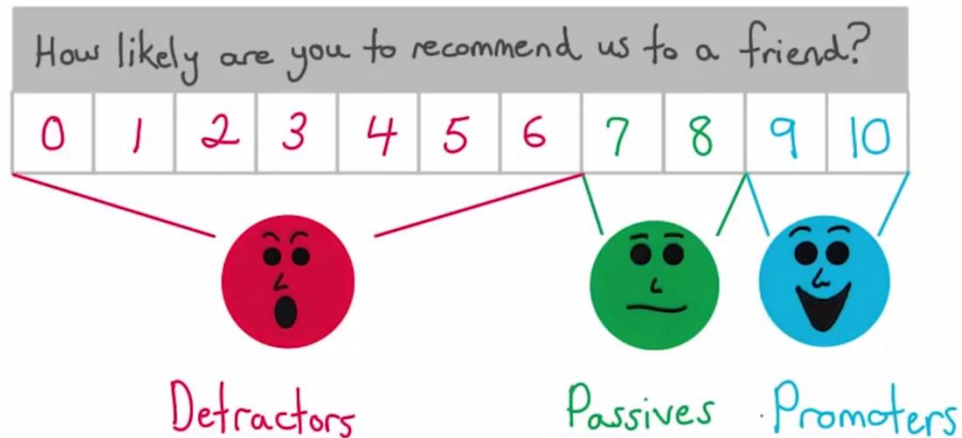 How likely are you to recommend us to a friend?
0 1 2 3 4 5 6 7 8 9 10
Detractors Passives Promoters